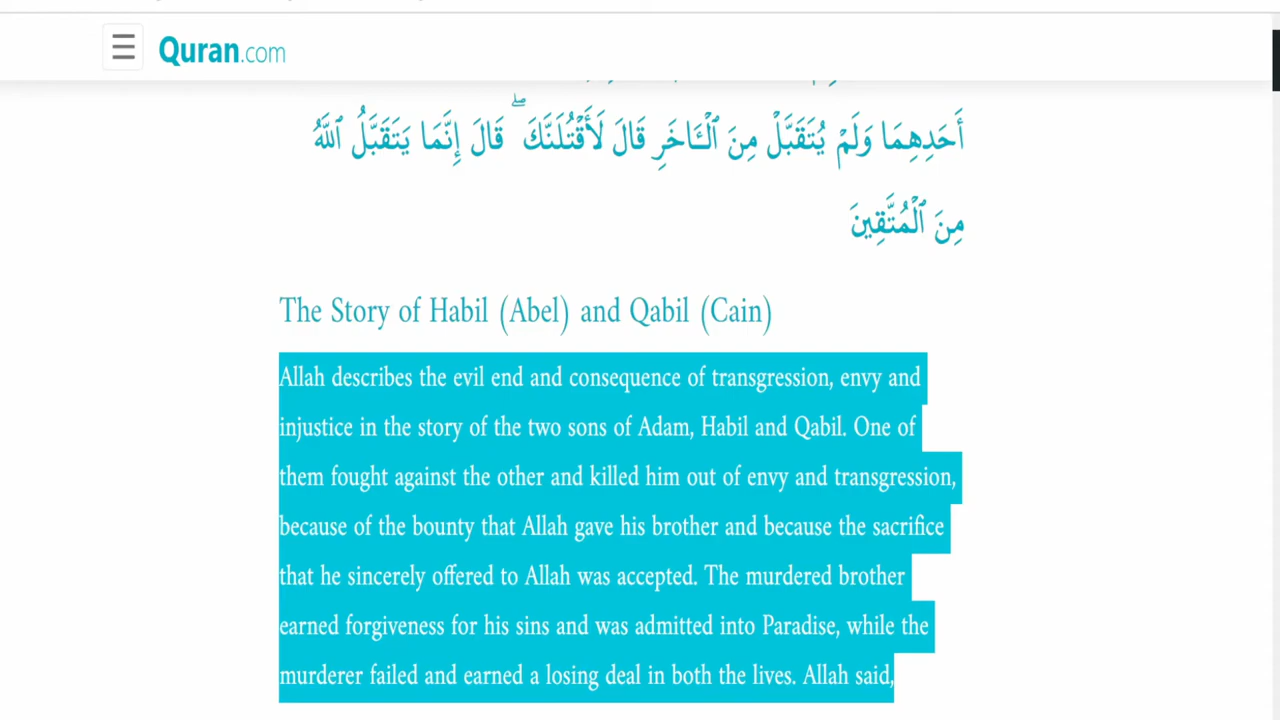 Quran.com
أَحَدِهِمَا وَلَمْ يُتَقَبَّلْ مِنَ ٱلْـَٔاخَرِ قَالَ لَأَقْتُلَنَّكَ ۖ قَالَ إِنَّمَا يَتَقَبَّلُ ٱللَّهُ
مِنَ ٱلْمُتَّقِينَ
The Story of Habil (Abel) and Qabil (Cain)
Allah describes the evil end and consequence of transgression, envy and
injustice in the story of the two sons of Adam, Habil and Qabil. One of
them fought against the other and killed him out of envy and transgression,
because of the bounty that Allah gave his brother and because the sacrifice
that he sincerely offered to Allah was accepted. The murdered brother
earned forgiveness for his sins and was admitted into Paradise, while the
murderer failed and earned a losing deal in both the lives. Allah said,